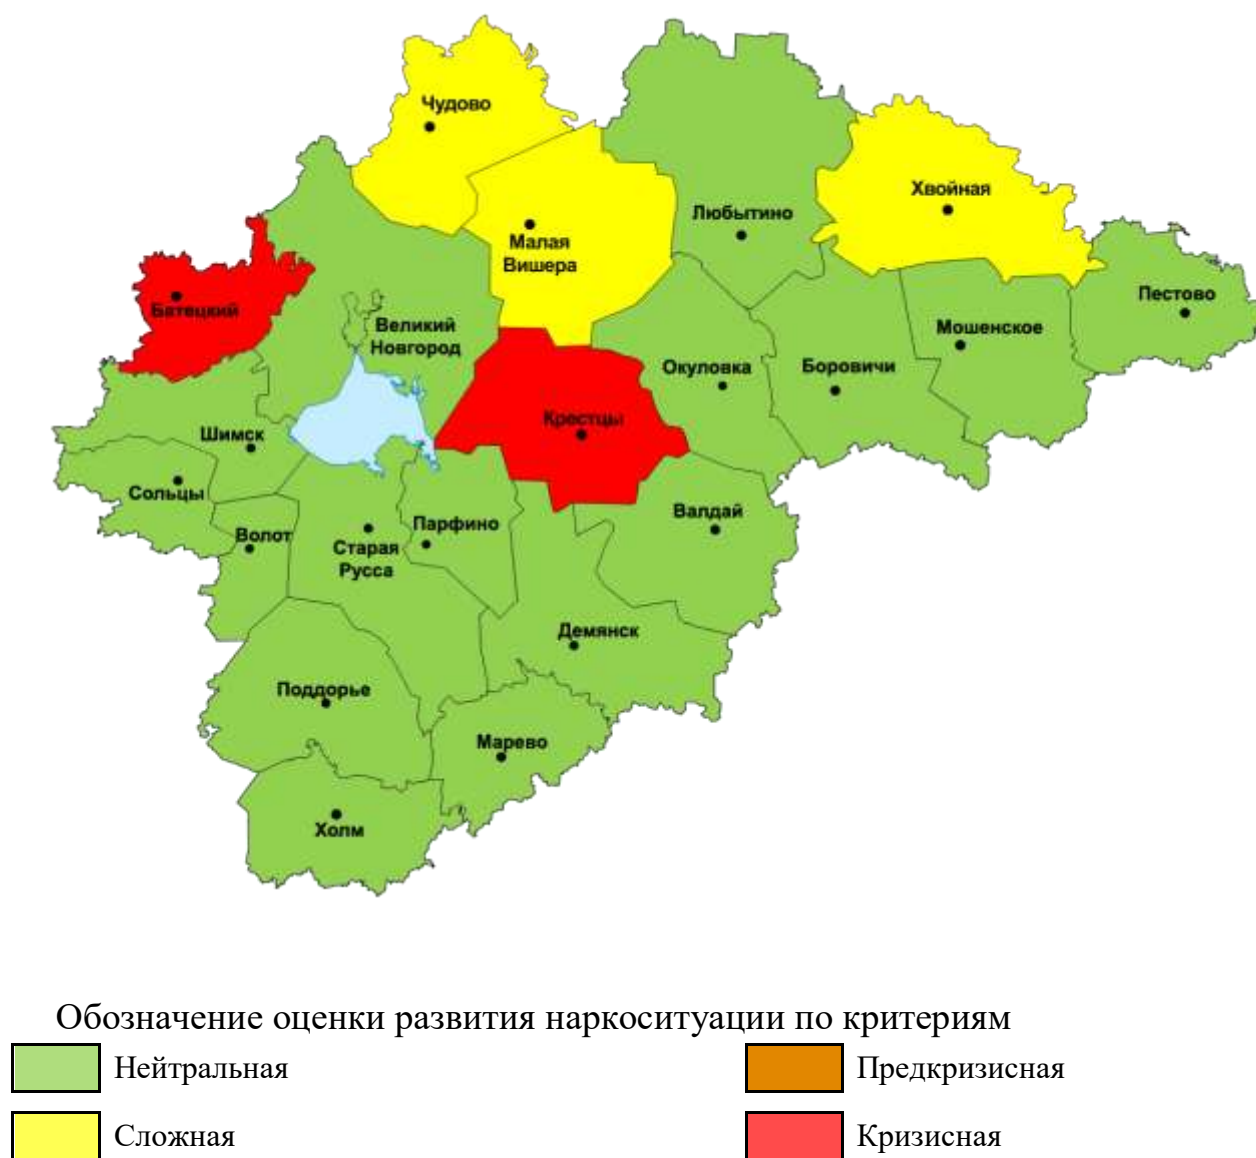 Чудово
Хвойная
Любытино
Малая
Вишера
Пестово
Батецкий
Великий
Новгород
Мошенское
Окуловка
Боровичи
Крестцы
Шимск
Сольцы
Валдай
Парфино
Волот
Старая
Русса
Демянск
Поддорье
Марево
Холм
Обозначение оценки развития наркоситуации по критериям
Нейтральная
Предкризисная
Сложная
Кризисная